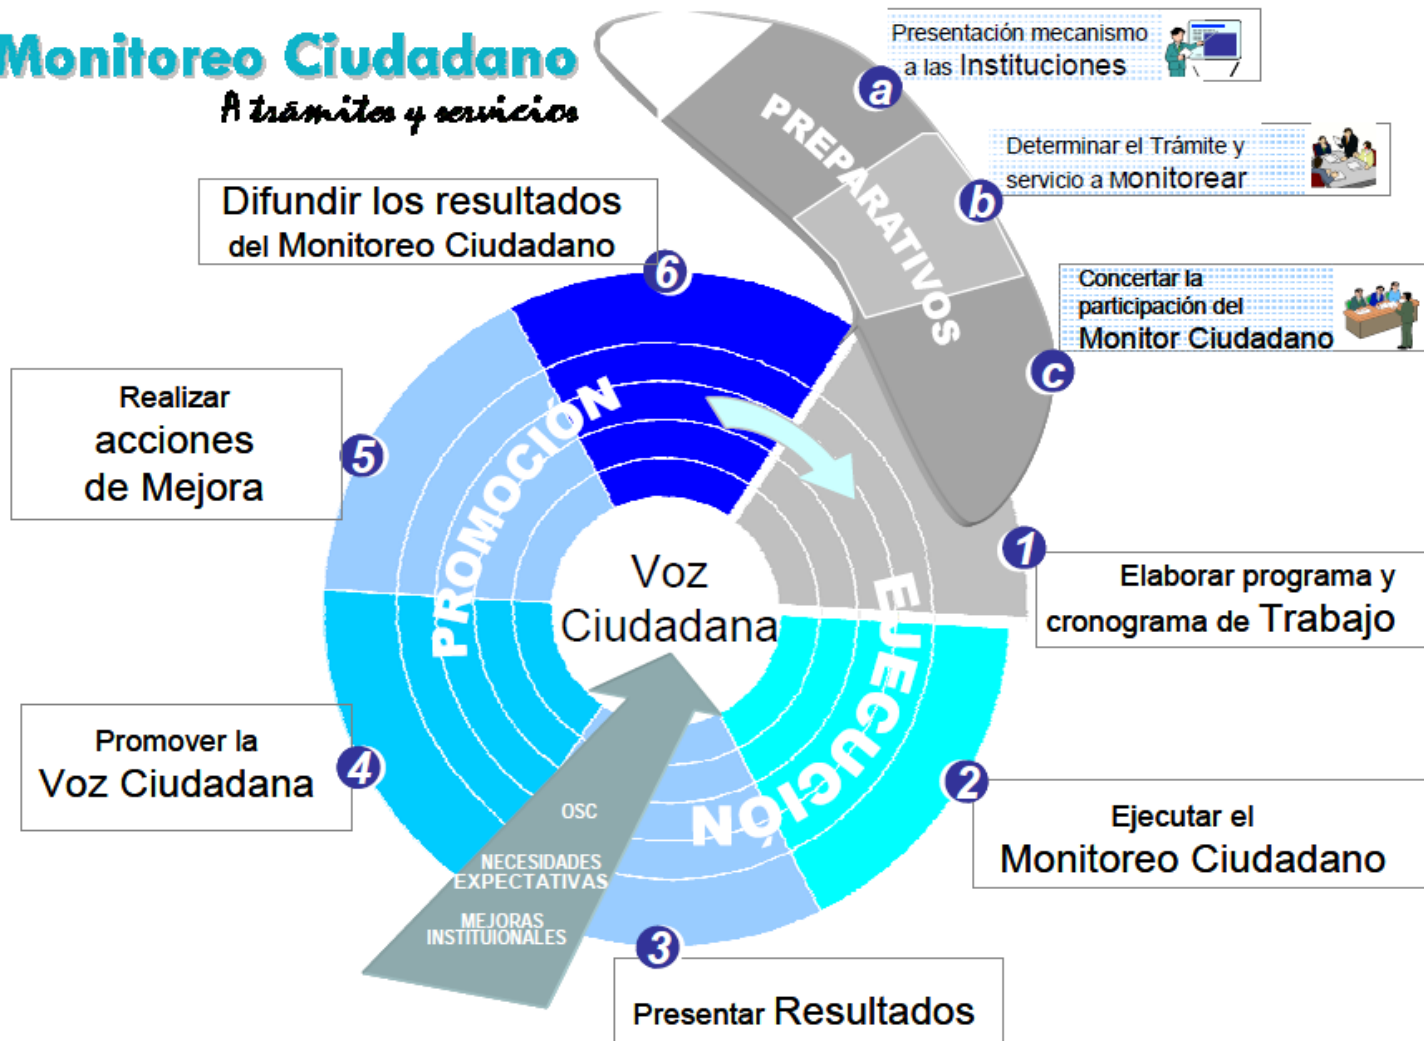 Monitoreo Ciudadano
A trámites y servicios
a
Presentación mecanismo
a las Instituciones
b
Determinar el Trámite y
servicio a Monitorear
c
Concertar la
participación del
Monitor Ciudadano
PREPARATIVOS
1
Elaborar programa y
cronograma de Trabajo
2
Ejecutar el
Monitoreo Ciudadano
EJECUCIÓN
3
Presentar Resultados
4
Promover la
Voz Ciudadana
5
Realizar
acciones
de Mejora
PROMOCIÓN
6
Difundir los resultados
del Monitoreo Ciudadano
Voz
Ciudadana
OSC
NECESIDADES
EXPECTATIVAS
MEJORAS
INSTITUIONALES